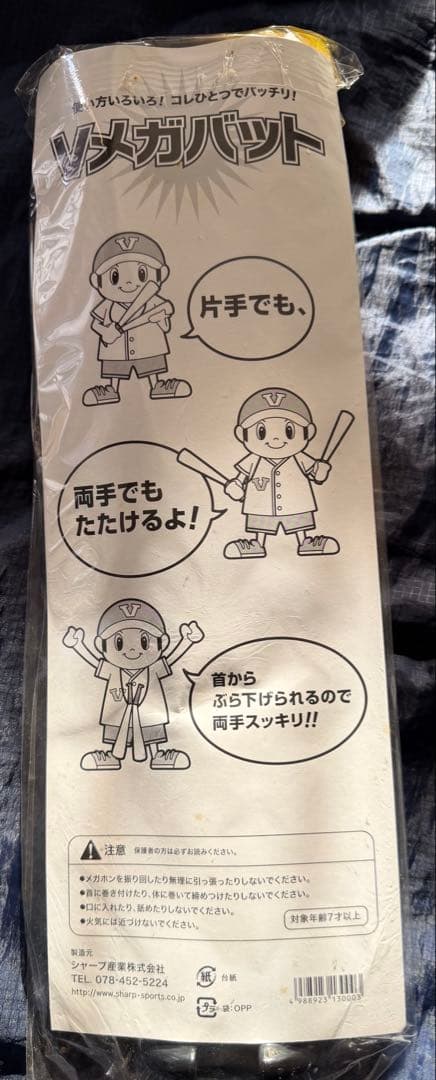 使い方いろいろ！コレひとつでバッチリ！
Vメガバット
V
片手でも、
V
V
両手でも
たたけるよ！
V
首から
ぶら下げられるので
両手スッキリ!!
注意 保護者の方は必ずお読みください。
●メガホンを振り回したり無理に引っ張ったりしないでください。
●首に巻き付けたり、体に巻いて締めつけたりしないでください。
●口に入れたり、舐めたりしないでください。
●火気には近づけないでください。
対象年齢7才以上
製造元
シャープ産業株式会社
TEL. 078-452-5224
http://www.sharp-sports.co.jp
紙 台紙
プラ 袋:OPP
4 988923 130003